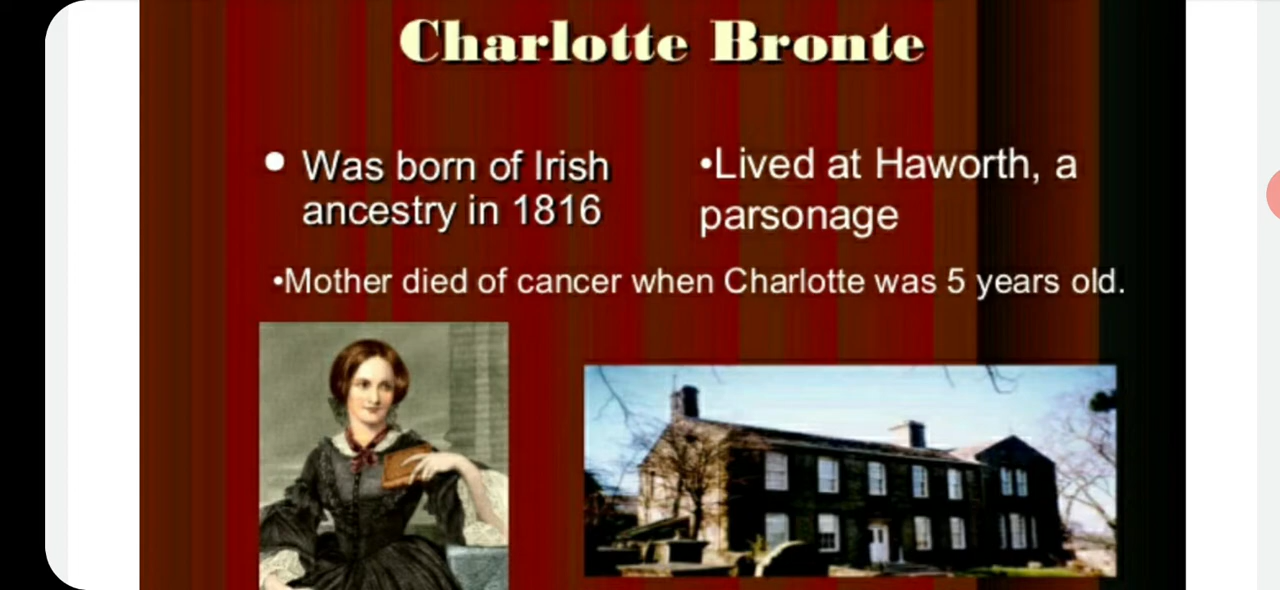 Charlotte Bronte
• Was born of Irish
ancestry in 1816
•Lived at Haworth, a
parsonage
•Mother died of cancer when Charlotte was 5 years old.